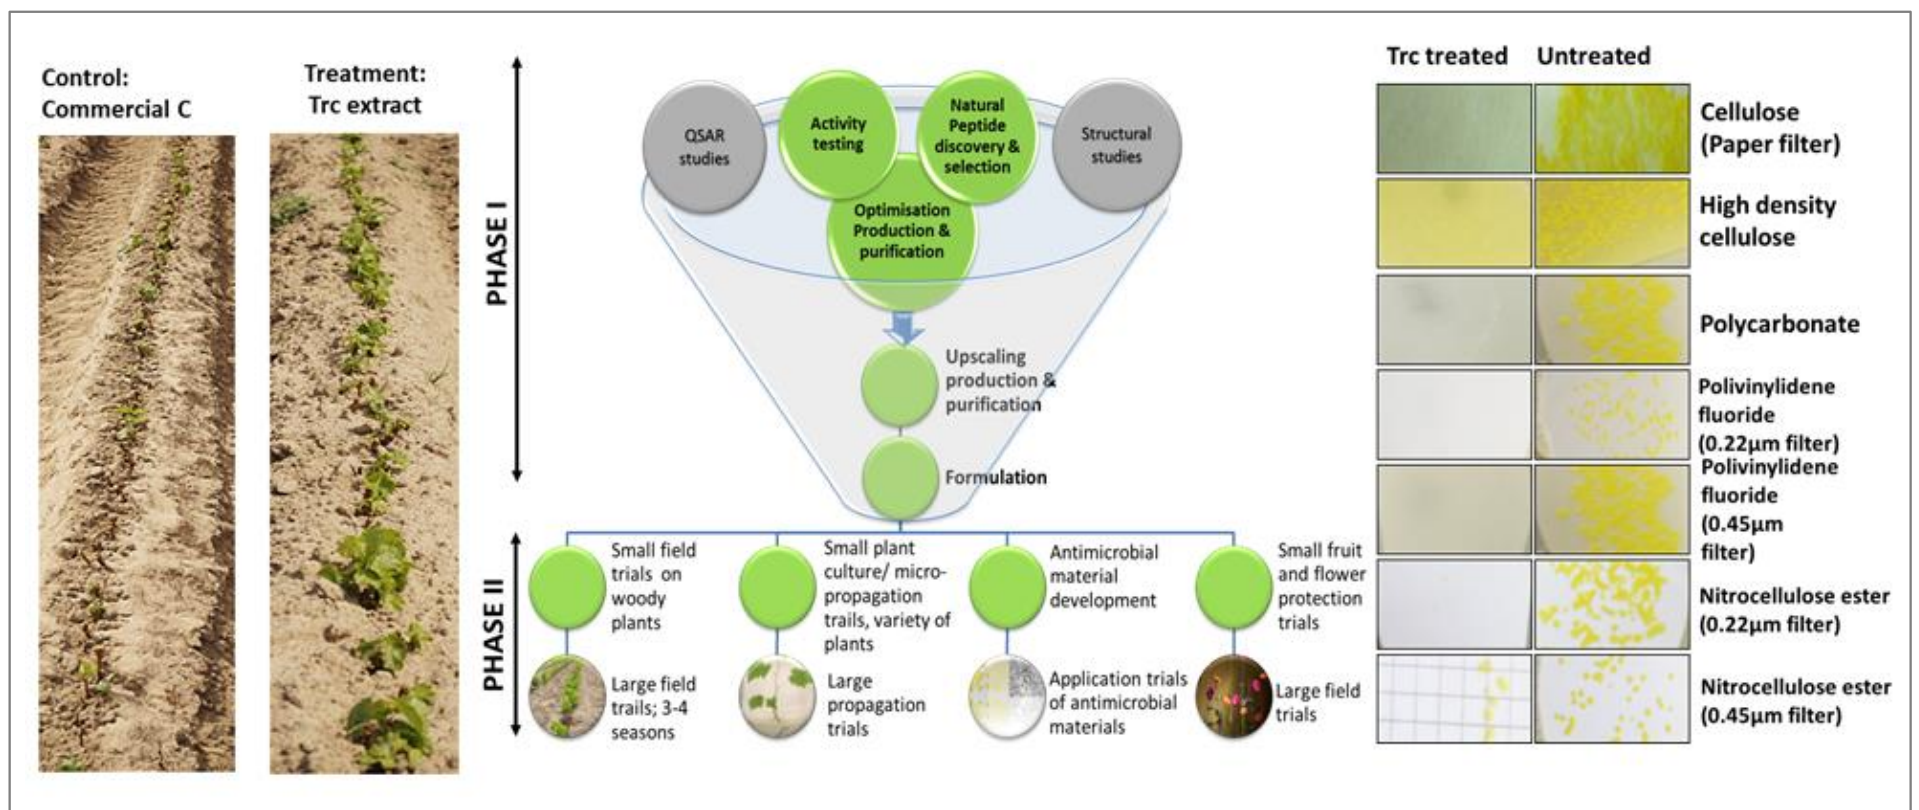 Control:
Commercial C
Treatment:
Trc extract
PHASE I
QSAR
studies
Activity
testing
Natural
Peptide
discovery &
selection
Structural
studies
Optimisation
Production &
purification
Upscaling
production &
purification
Formulation
PHASE II
Small field
trials on
woody
plants
Small plant
culture/ micro-
propagation
trails, variety of
plants
Antimicrobial
material
development
Small fruit
and flower
protection
trials
Large field
trails; 3-4
seasons
Large
propagation
trials
Application trials
of antimicrobial
materials
Large field
trials
Trc treated
Untreated
Cellulose
(Paper filter)
High density
cellulose
Polycarbonate
Polivinylidene
fluoride
(0.22µm filter)
Polivinylidene
fluoride
(0.45µm
filter)
Nitrocellulose ester
(0.22µm filter)
Nitrocellulose ester
(0.45µm filter)